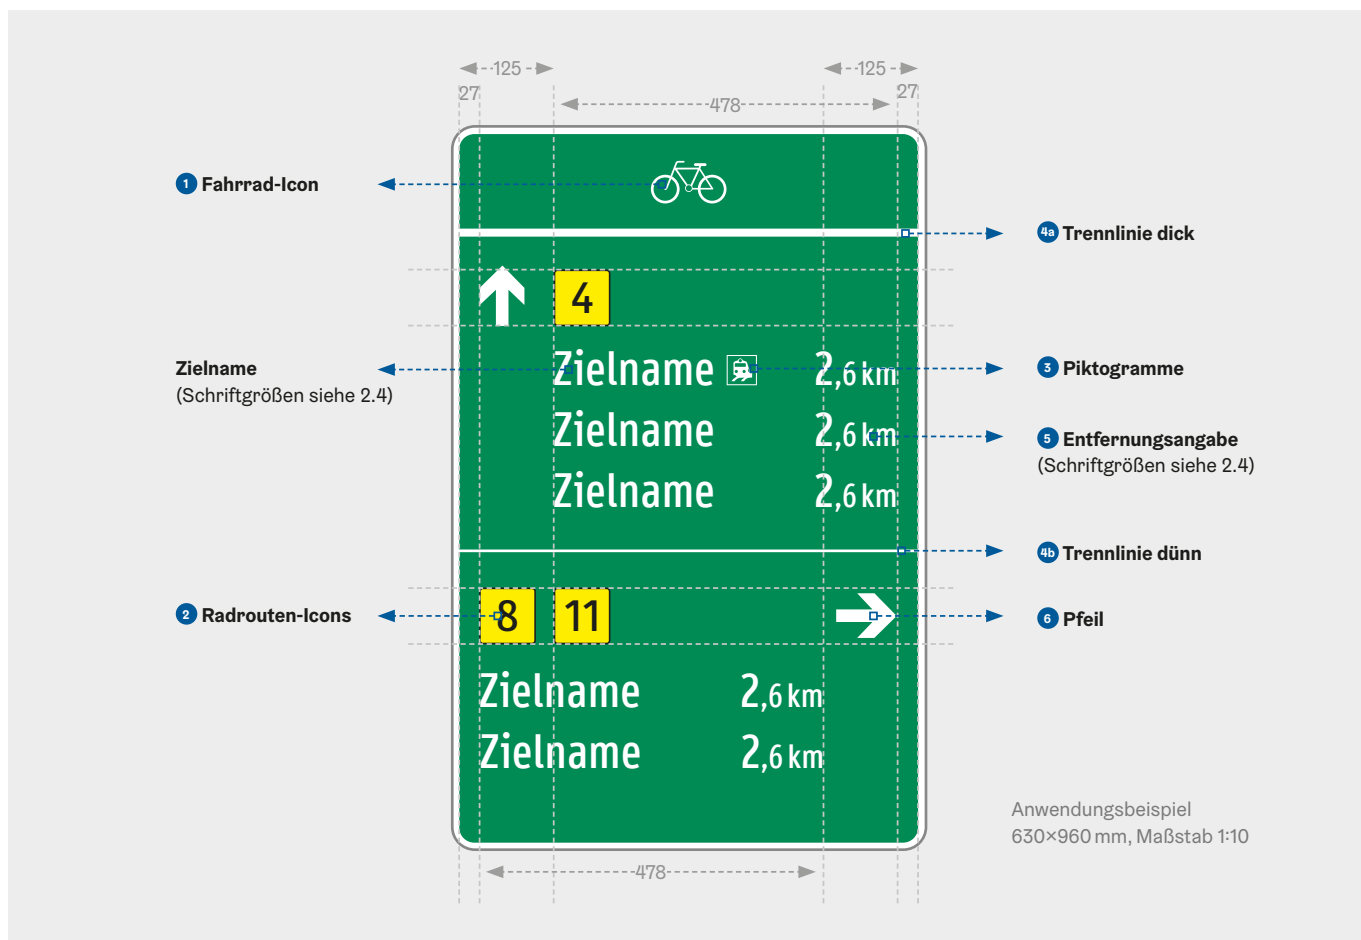 125
125
27
478
27
1 Fahrrad-Icon
4a Trennlinie dick
4
Zielname
(Schriftgrößen siehe 2.4)
Zielname 2,6 km
3 Piktogramme
Zielname 2,6 km
5 Entfernungsangabe
(Schriftgrößen siehe 2.4)
Zielname 2,6 km
4b Trennlinie dünn
2 Radrouten-Icons
8 11
6 Pfeil
Zielname 2,6 km
Zielname 2,6 km
Anwendungsbeispiel
630×960 mm, Maßstab 1:10
478